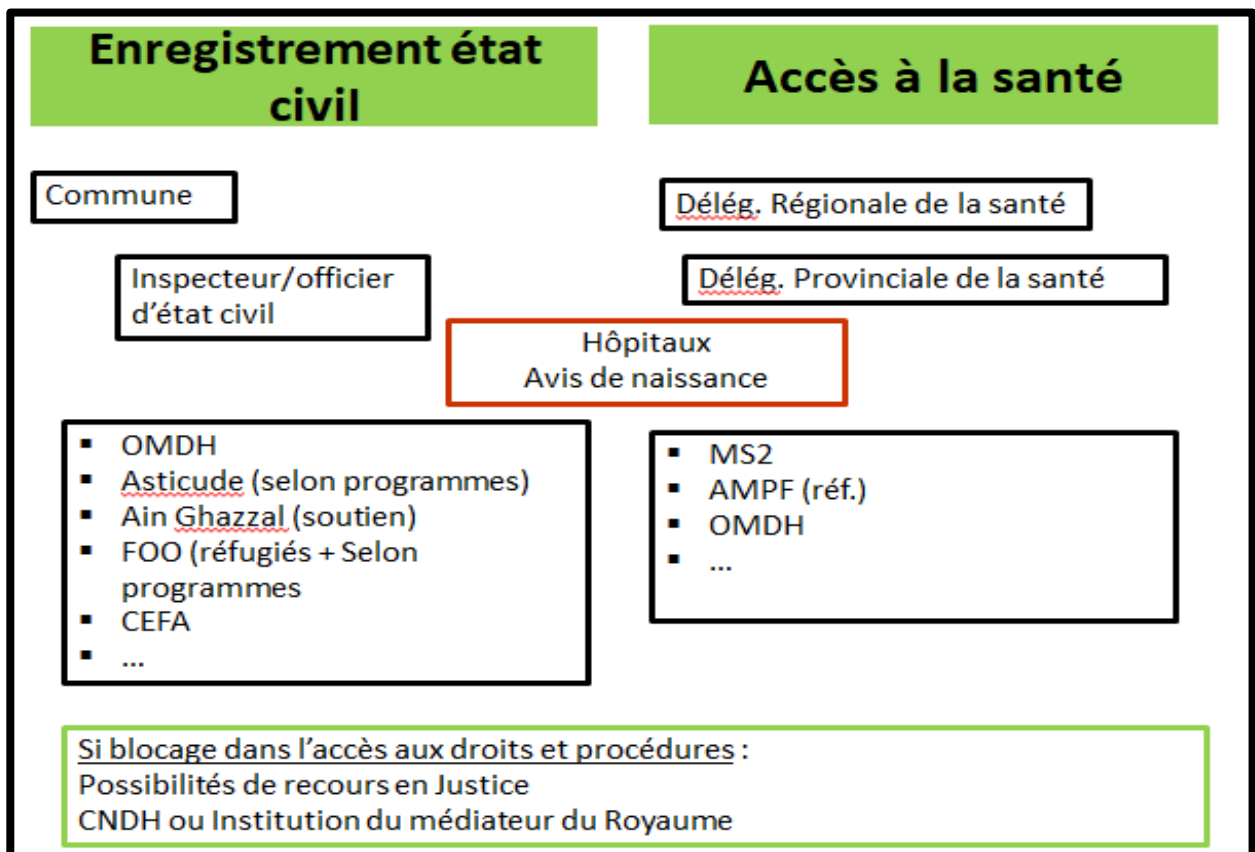 Enregistrement état
civil
Accès à la santé
Commune
Inspecteur/officier
d'état civil
Délég. Régionale de la santé
Délég. Provinciale de la santé
Hôpitaux
Avis de naissance
▪ OMDH
▪ Asticude (selon programmes)
▪ Ain Ghazzal (soutien)
▪ FOO (réfugiés + Selon
programmes
▪ CEFA
▪ ...
▪ MS2
▪ AMPF (réf.)
▪ OMDH
▪ ...
Si blocage dans l'accès aux droits et procédures :
Possibilités de recours en Justice
CNDH ou Institution du médiateur du Royaume